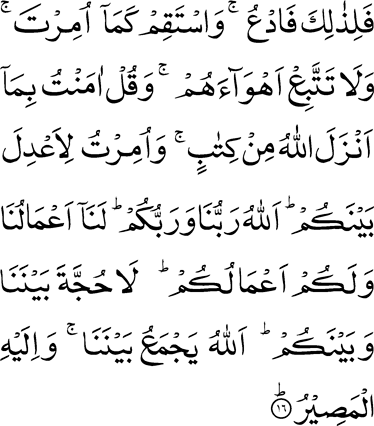 فَلِذٰلِكَ فَادْعُ ۚ وَاسْتَقِمْ كَمَآ اُمِرْتَ ۚ
وَلَا تَتَّبِعْ اَهْوَآءَهُمْ ۚ وَقُلْ اٰمَنْتُ بِمَآ
اَنْزَلَ اللّٰهُ مِنْ كِتٰبٍ ۚ وَاُمِرْتُ لِاَعْدِلَ
بَيْنَكُمْ ؕ اَللّٰهُ رَبُّنَا وَرَبُّكُمْ ؕ لَنَآ اَعْمَالُنَا
وَلَكُمْ اَعْمَالُكُمْ ؕ لَا حُجَّةَ بَيْنَنَا
وَبَيْنَكُمْ ؕ اَللّٰهُ يَجْمَعُ بَيْنَنَا ۚ وَاِلَيْهِ
الْمَصِيْرُ ؕ ۝١٦